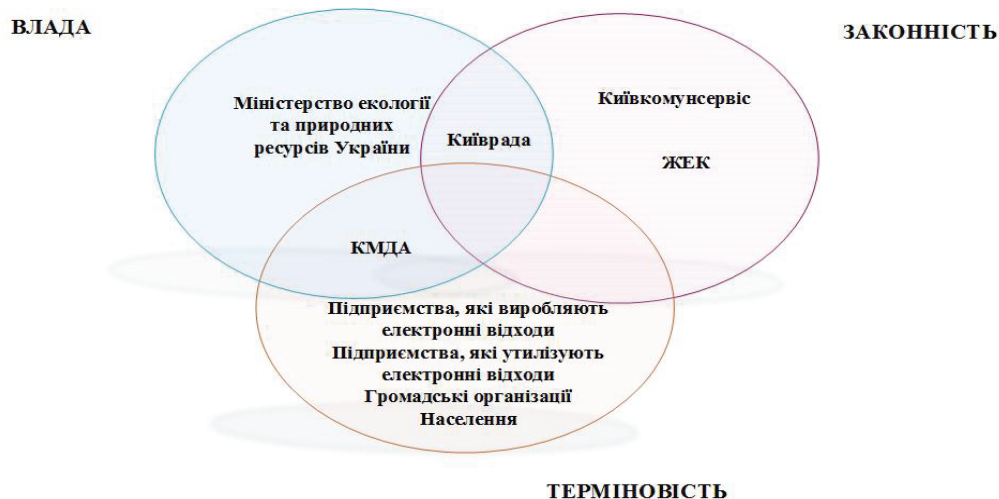 ВЛАДА
ЗАКОННІСТЬ
Міністерство екології
та природних
ресурсів України
Київрада
Київкомунсервіс
ЖЕК
КМДА
Підприємства, які виробляють
електронні відходи
Підприємства, які утилізують
електронні відходи
Громадські організації
Населення
ТЕРМІНОВІСТЬ